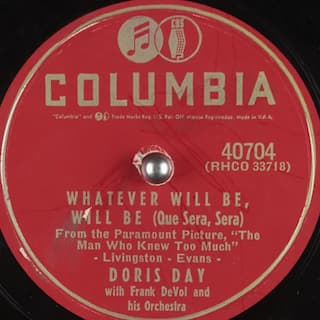 CBS
COLUMBIA
"Columbia" and Trade Marks Reg. U.S. Pat. Off. Marcas Registradas. Made in U.S.A.
40704
(RHCO 33718)
WHATEVER WILL BE,
WILL BE (Que Sera, Sera)
From the Paramount Picture, "The
Man Who Knew Too Much"
- Livingston - Evans -
DORIS DAY
with Frank DeVol and
his Orchestra